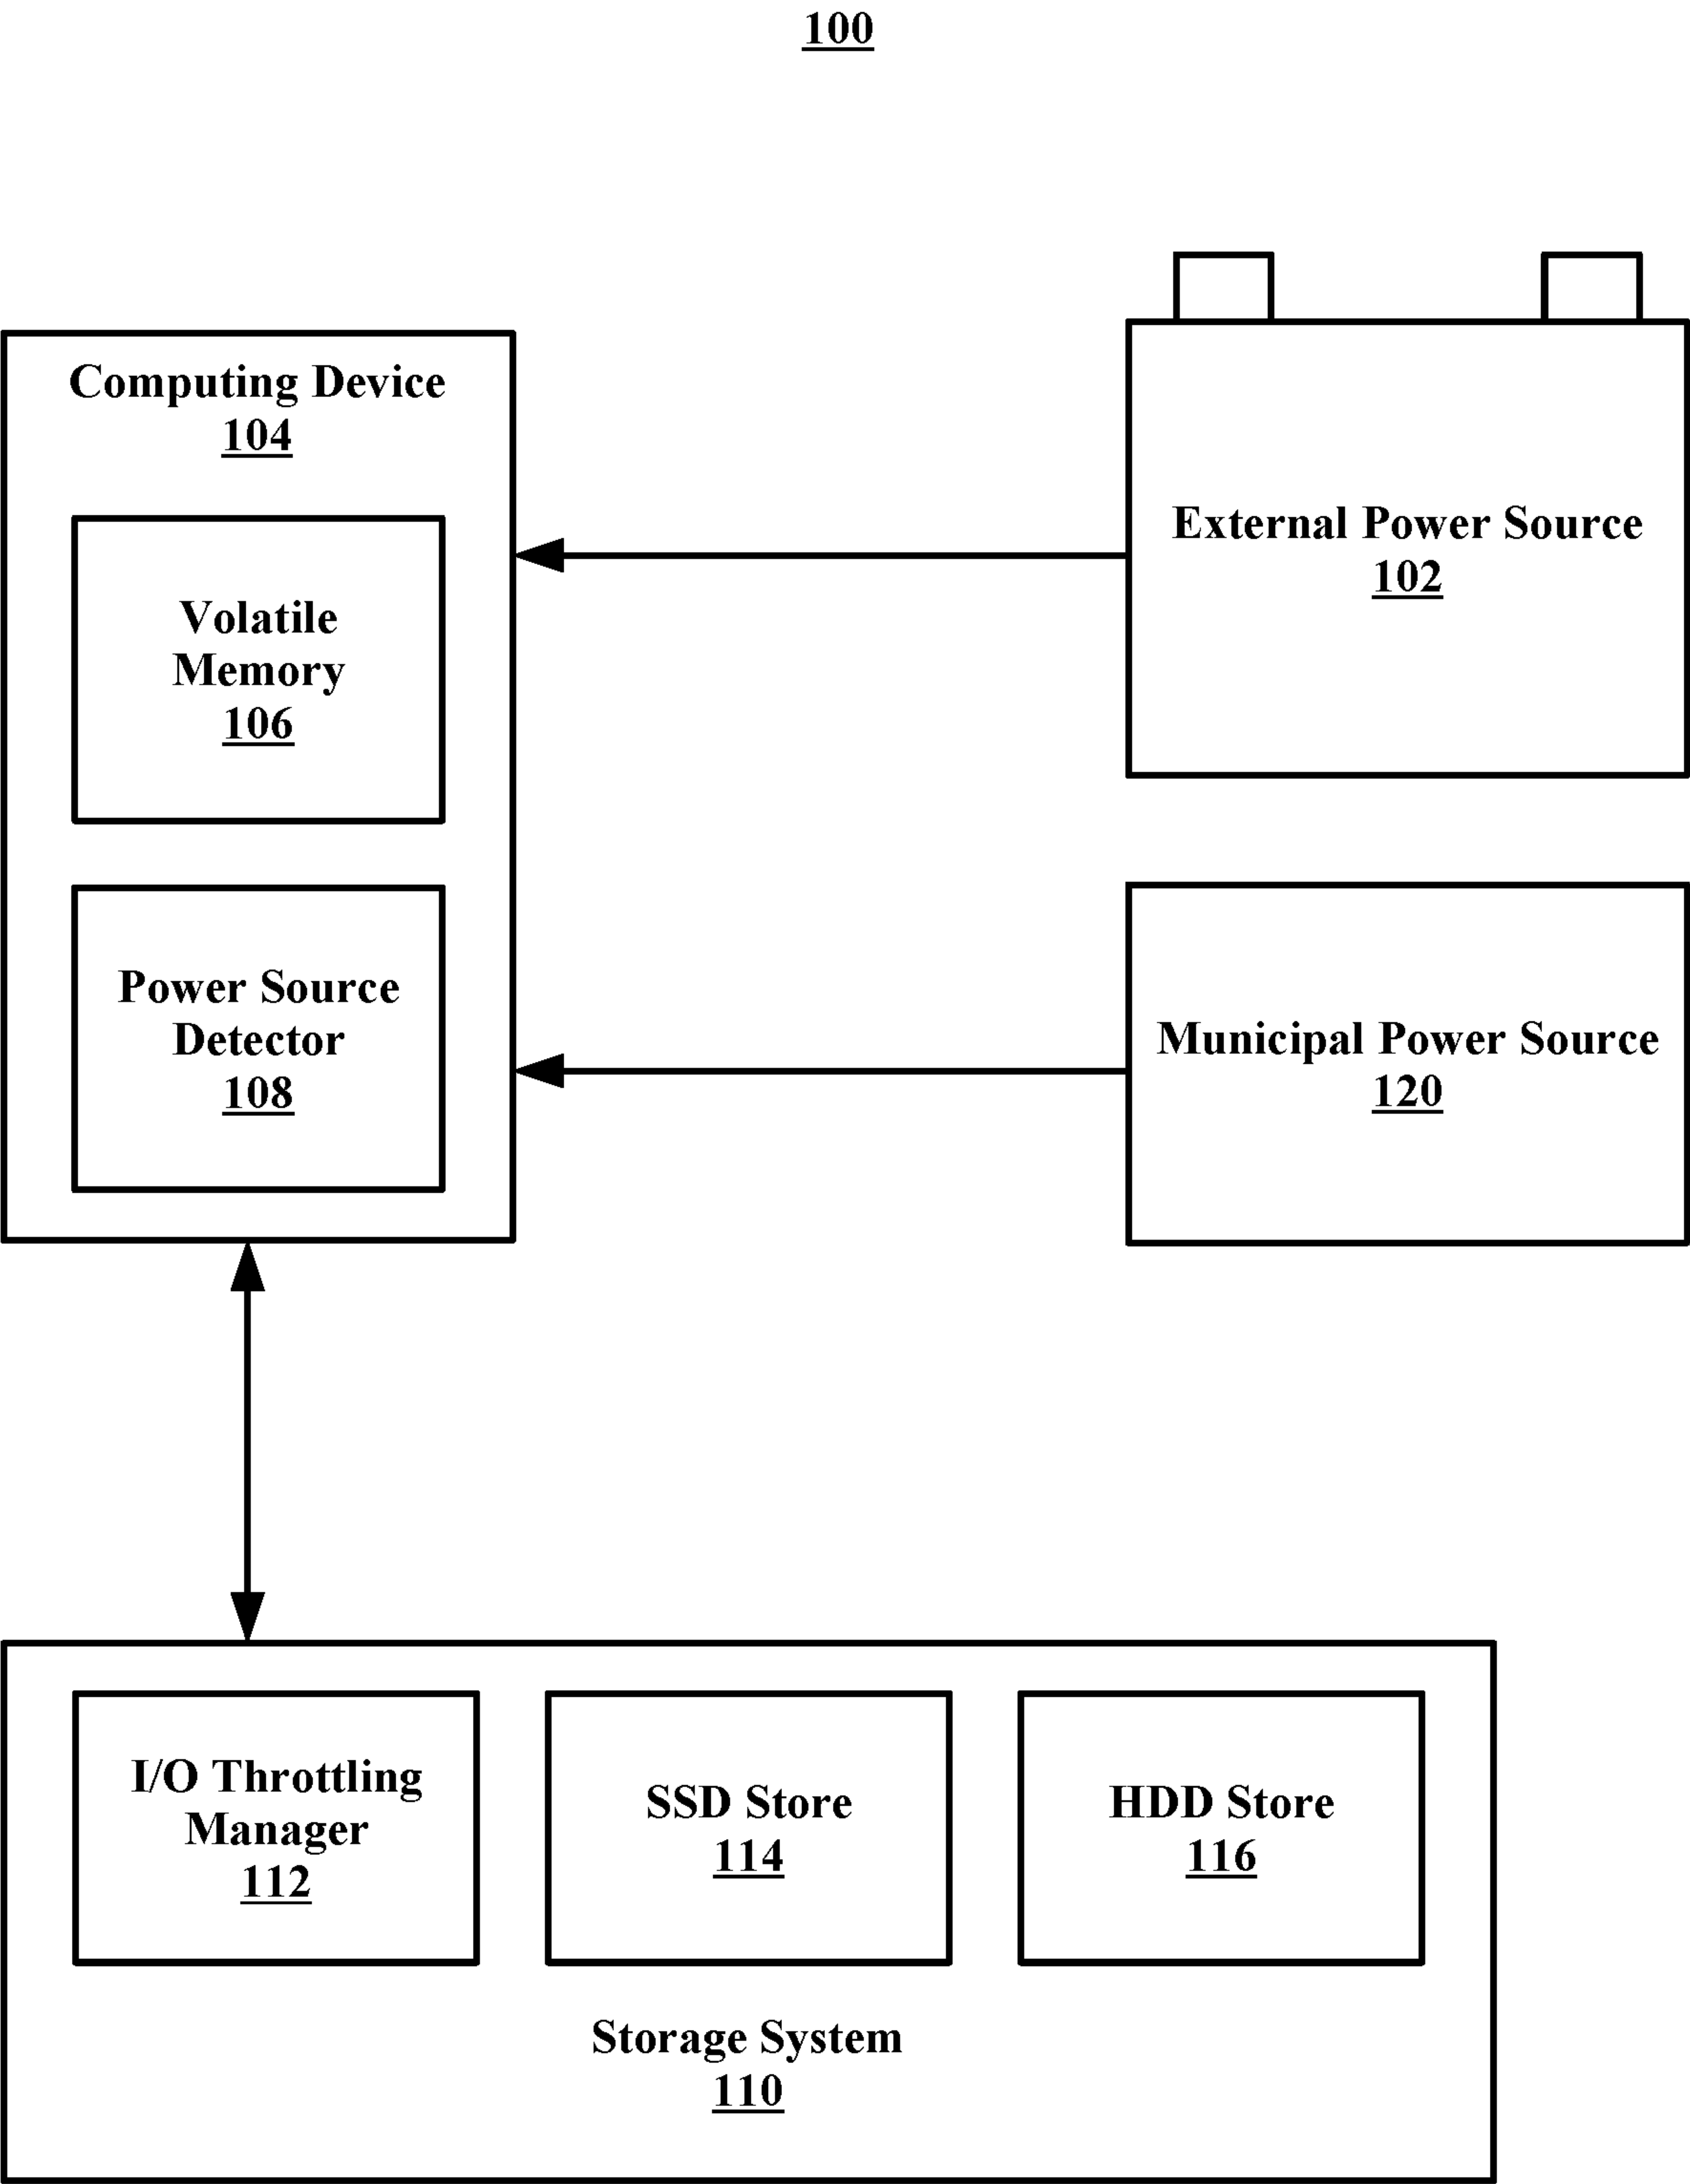 100
Computing Device
104
Volatile
Memory
106
Power Source
Detector
108
External Power Source
102
Municipal Power Source
120
I/O Throttling
Manager
112
SSD Store
114
HDD Store
116
Storage System
110